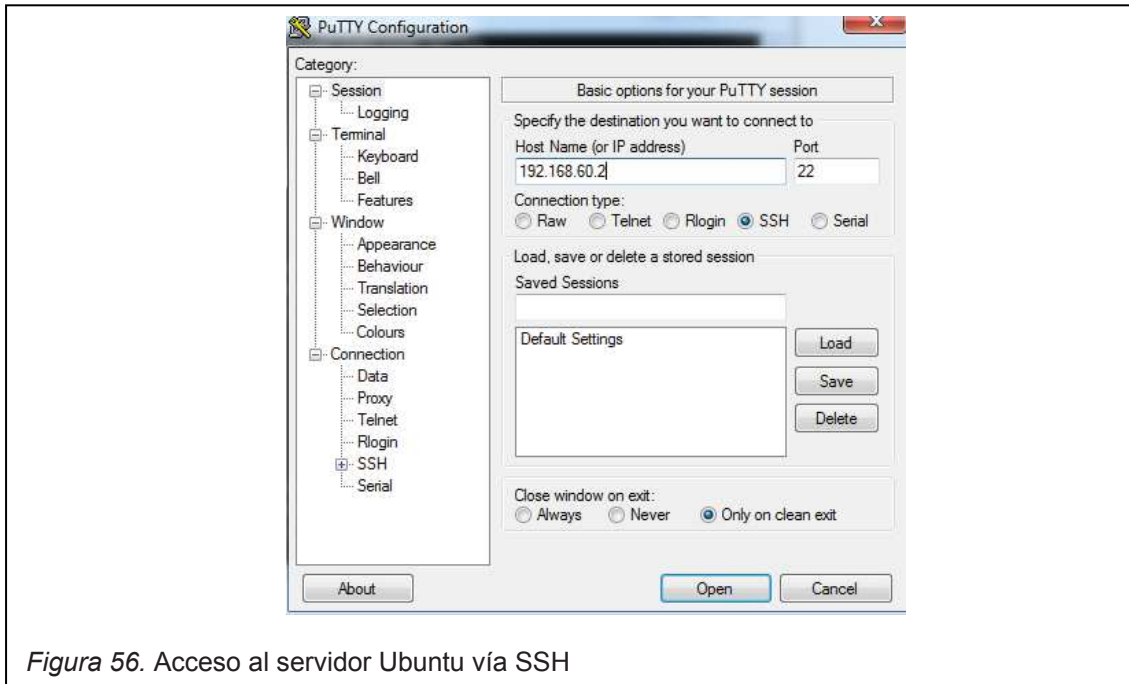 PuTTY Configuration
Category:
Session
Logging
Terminal
Keyboard
Bell
Features
Window
Appearance
Behaviour
Translation
Selection
Colours
Connection
Data
Proxy
Telnet
Rlogin
SSH
Serial
Basic options for your PuTTY session
Specify the destination you want to connect to
Host Name (or IP address) Port
192.168.60.2 22
Connection type:
Raw Telnet Rlogin SSH Serial
Load, save or delete a stored session
Saved Sessions
Default Settings
Load
Save
Delete
Close window on exit:
Always Never Only on clean exit
About Open Cancel
Figura 56. Acceso al servidor Ubuntu vía SSH